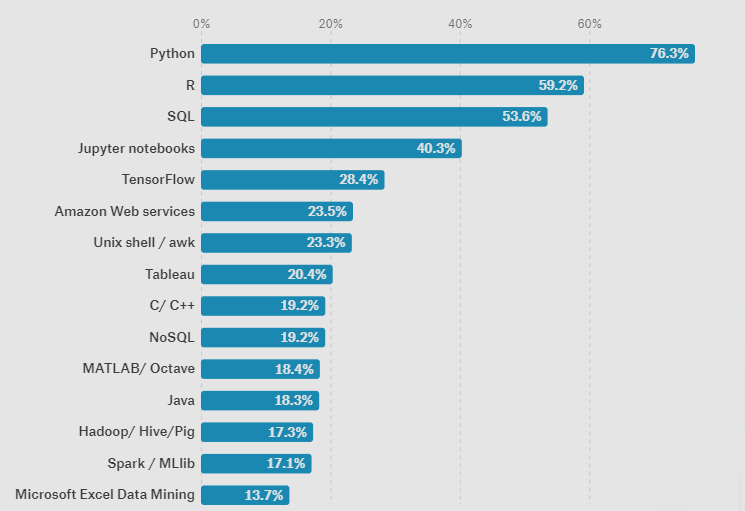 0% 20% 40% 60%
Python 76.3%
R 59.2%
SQL 53.6%
Jupyter notebooks 40.3%
TensorFlow 28.4%
Amazon Web services 23.5%
Unix shell / awk 23.3%
Tableau 20.4%
C/ C++ 19.2%
NoSQL 19.2%
MATLAB/ Octave 18.4%
Java 18.3%
Hadoop/ Hive/Pig 17.3%
Spark / MLlib 17.1%
Microsoft Excel Data Mining 13.7%